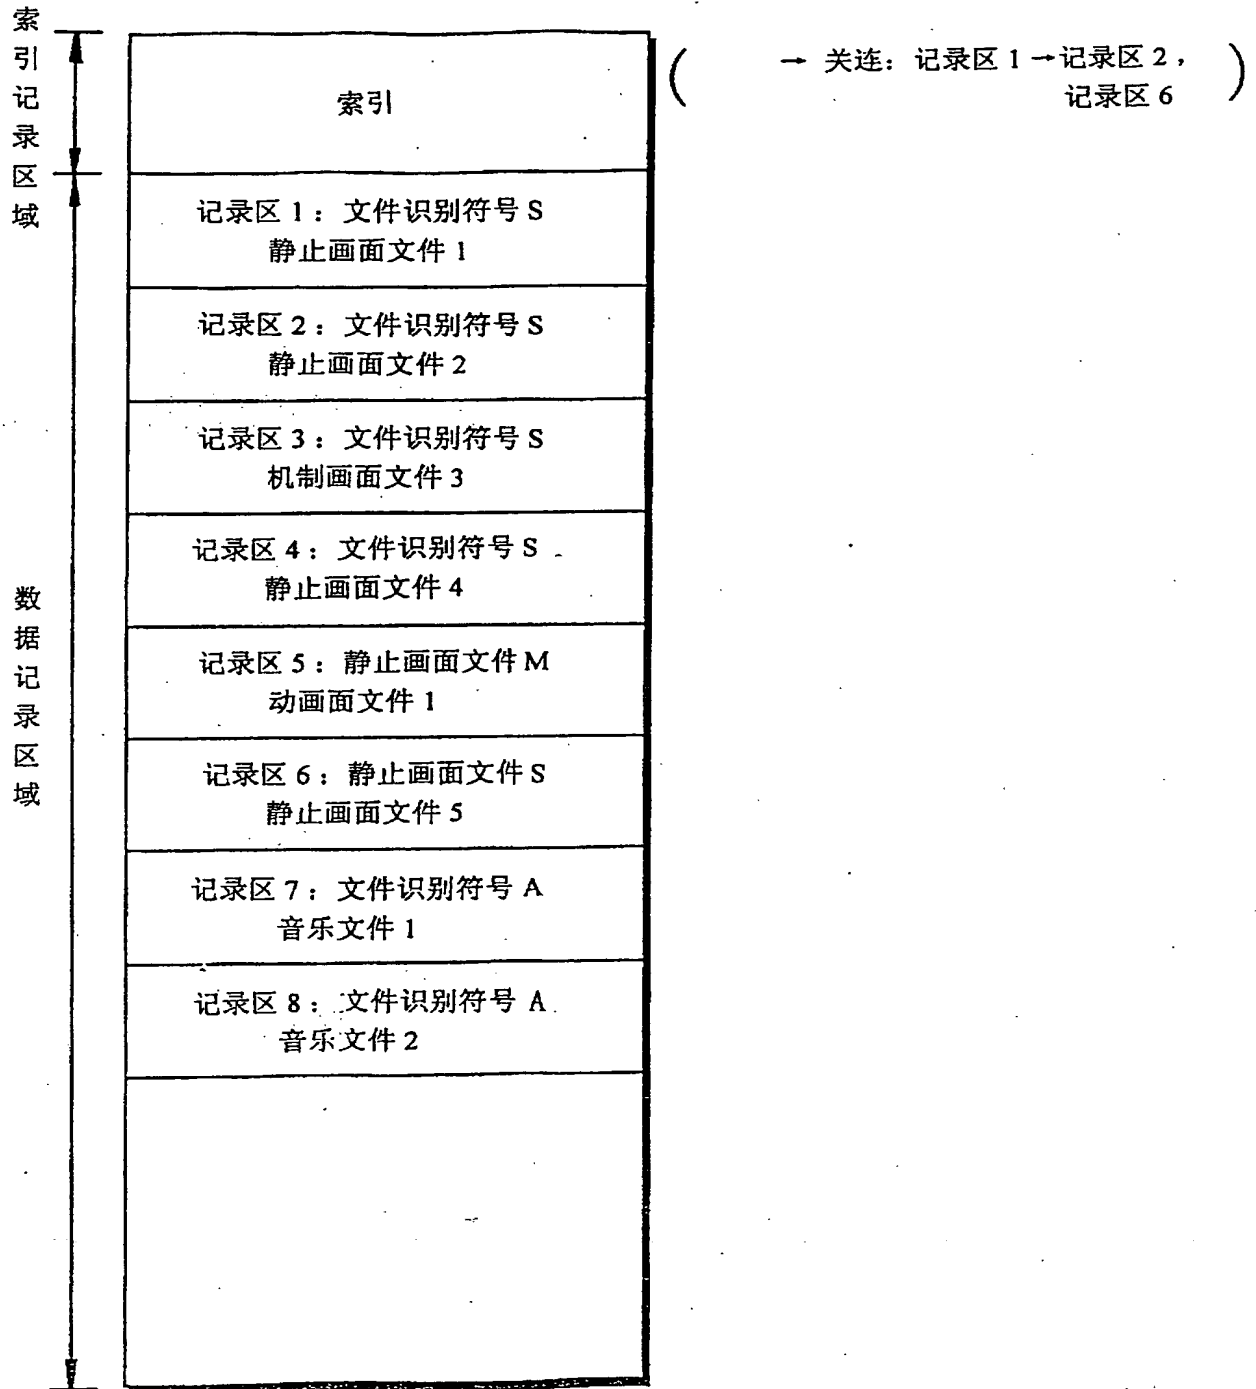 索引记录区域
索引
( → 关连：记录区 1 → 记录区 2，
记录区 6 )
记录区 1：文件识别符号 S
静止画面文件 1
记录区 2：文件识别符号 S
静止画面文件 2
记录区 3：文件识别符号 S
机制画面文件 3
记录区 4：文件识别符号 S
静止画面文件 4
数据记录区域
记录区 5：静止画面文件 M
动画面文件 1
记录区 6：静止画面文件 S
静止画面文件 5
记录区 7：文件识别符号 A
音乐文件 1
记录区 8：文件识别符号 A
音乐文件 2